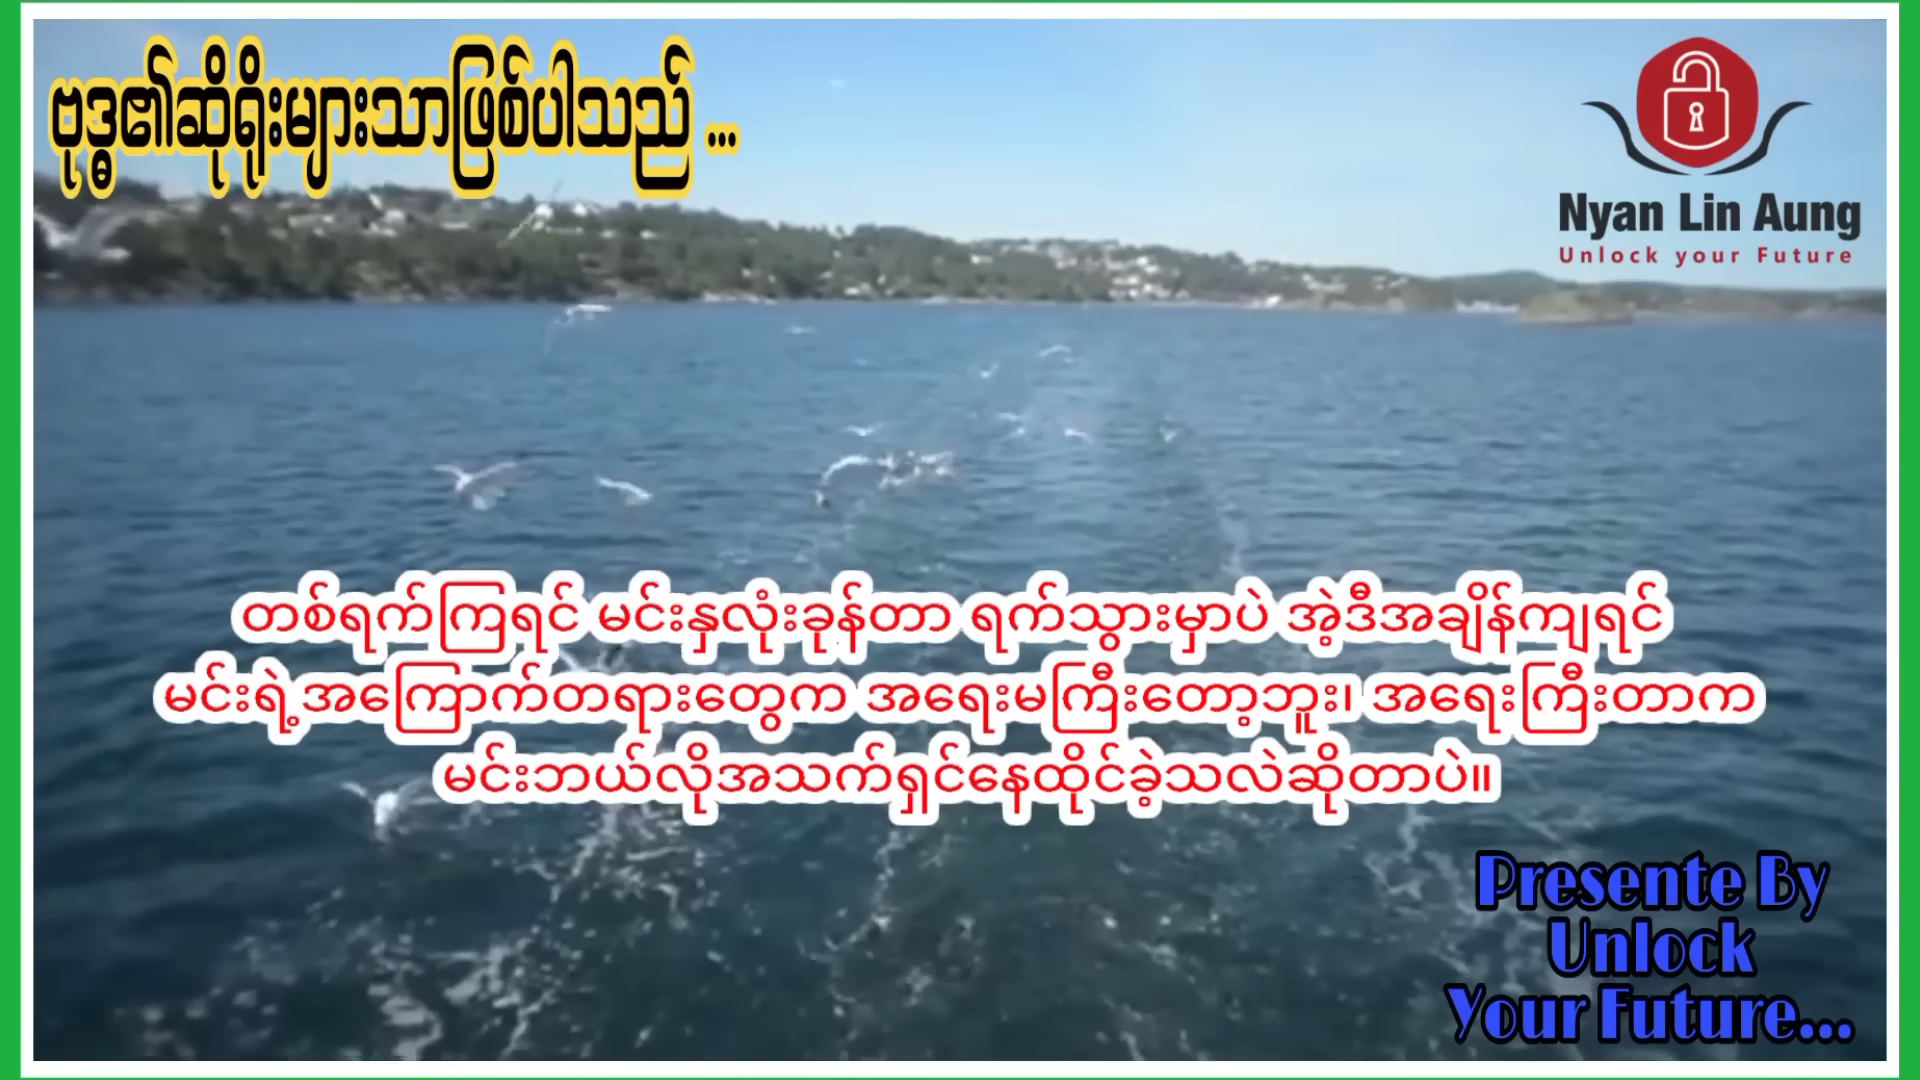 ဗုဒ္ဓ၏ဆိုရိုးများသာဖြစ်ပါသည် ...
Nyan Lin Aung
Unlock your Future
တစ်ရက်ကြရင် မင်းနှလုံးခုန်တာ ရက်သွားမှာပဲ အဲ့ဒီအချိန်ကျရင်
မင်းရဲ့အကြောက်တရားတွေက အရေးမကြီးတော့ဘူး၊ အရေးကြီးတာက
မင်းဘယ်လိုအသက်ရှင်နေထိုင်ခဲ့သလဲဆိုတာပဲ။
Presente By
Unlock
Your Future...